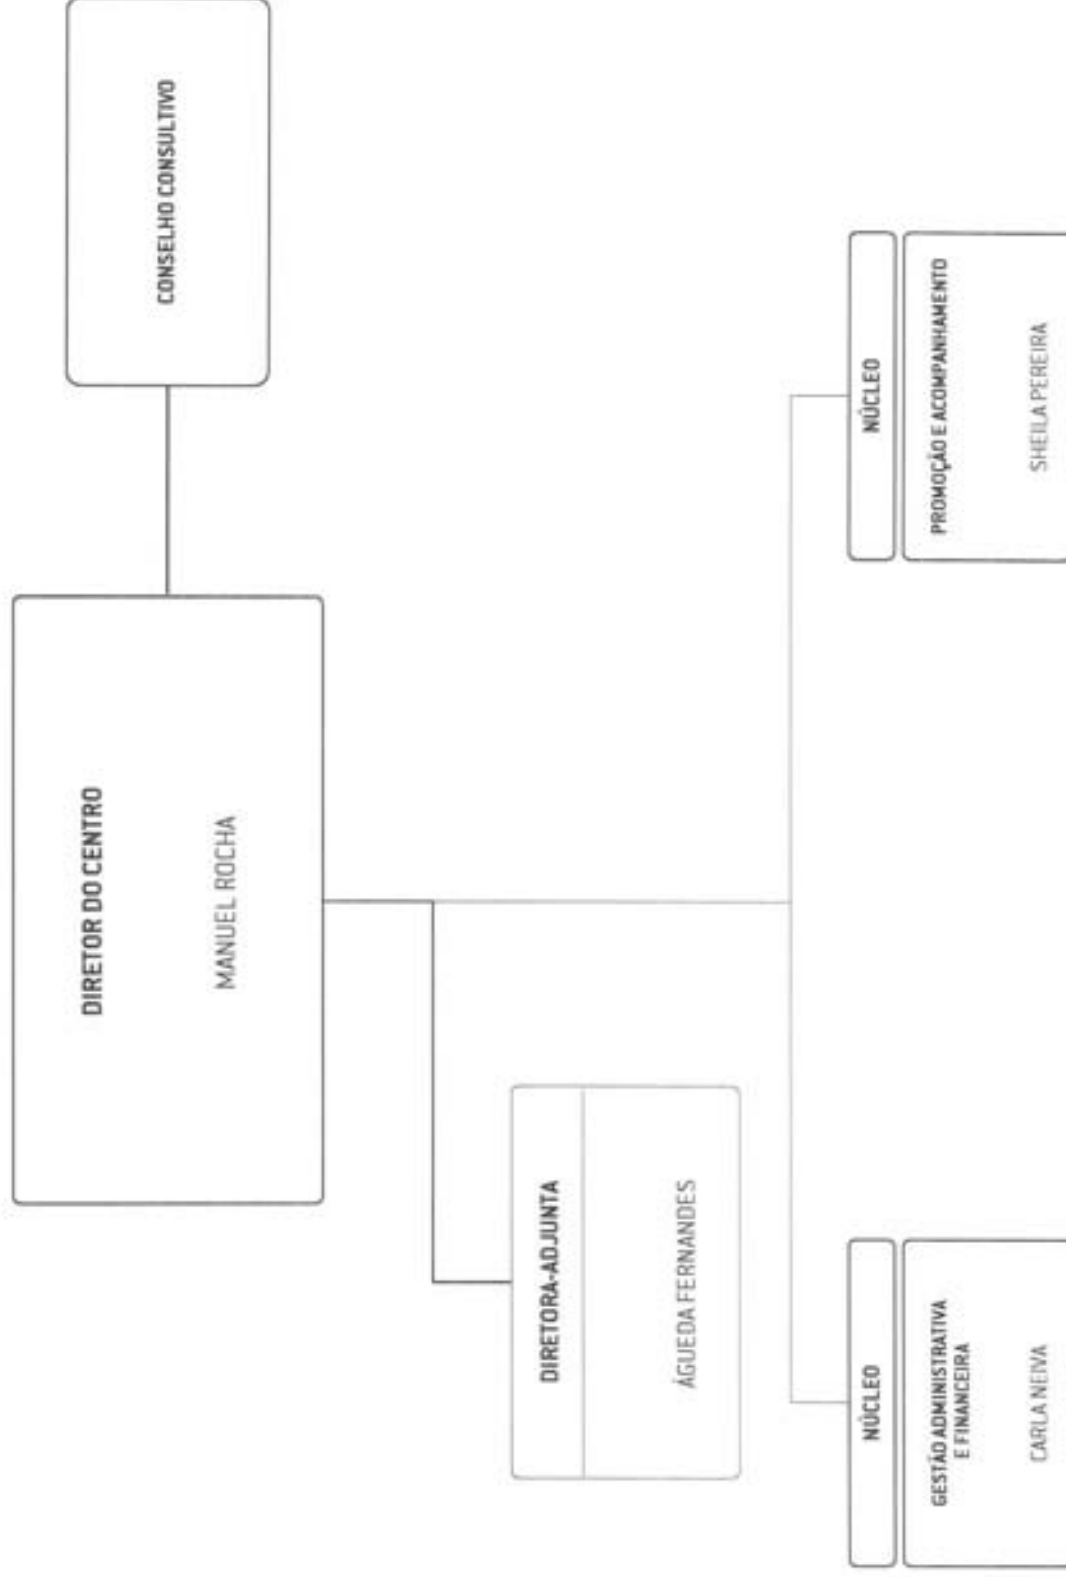 DIRETOR DO CENTRO
MANUEL ROCHA
CONSELHO CONSULTIVO
DIRETORA-ADJUNTA
ÁGUEDA FERNANDES
NÚCLEO
GESTÃO ADMINISTRATIVA
E FINANCEIRA
CARLA NEIVA
NÚCLEO
PROMOÇÃO E ACOMPANHAMENTO
SHEILA PEREIRA